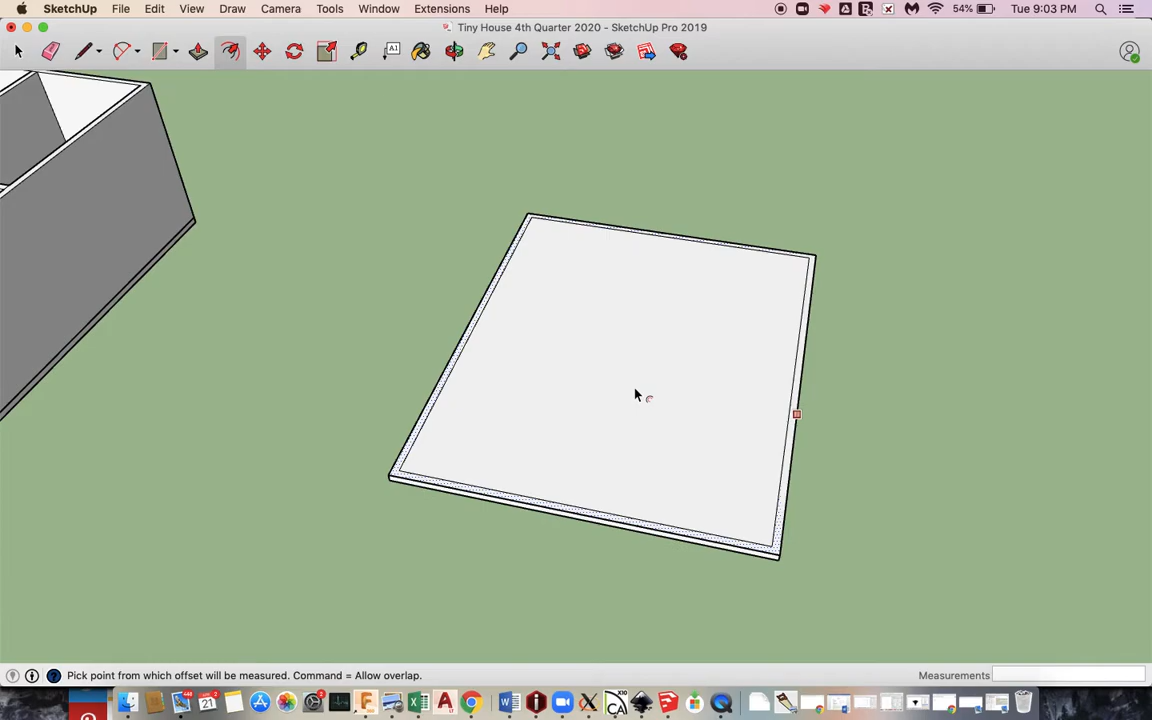 SketchUp File Edit View Draw Camera Tools Window Extensions Help 54% Tue 9:03 PM
Tiny House 4th Quarter 2020 - SketchUp Pro 2019
A1
Pick point from which offset will be measured. Command = Allow overlap. Measurements